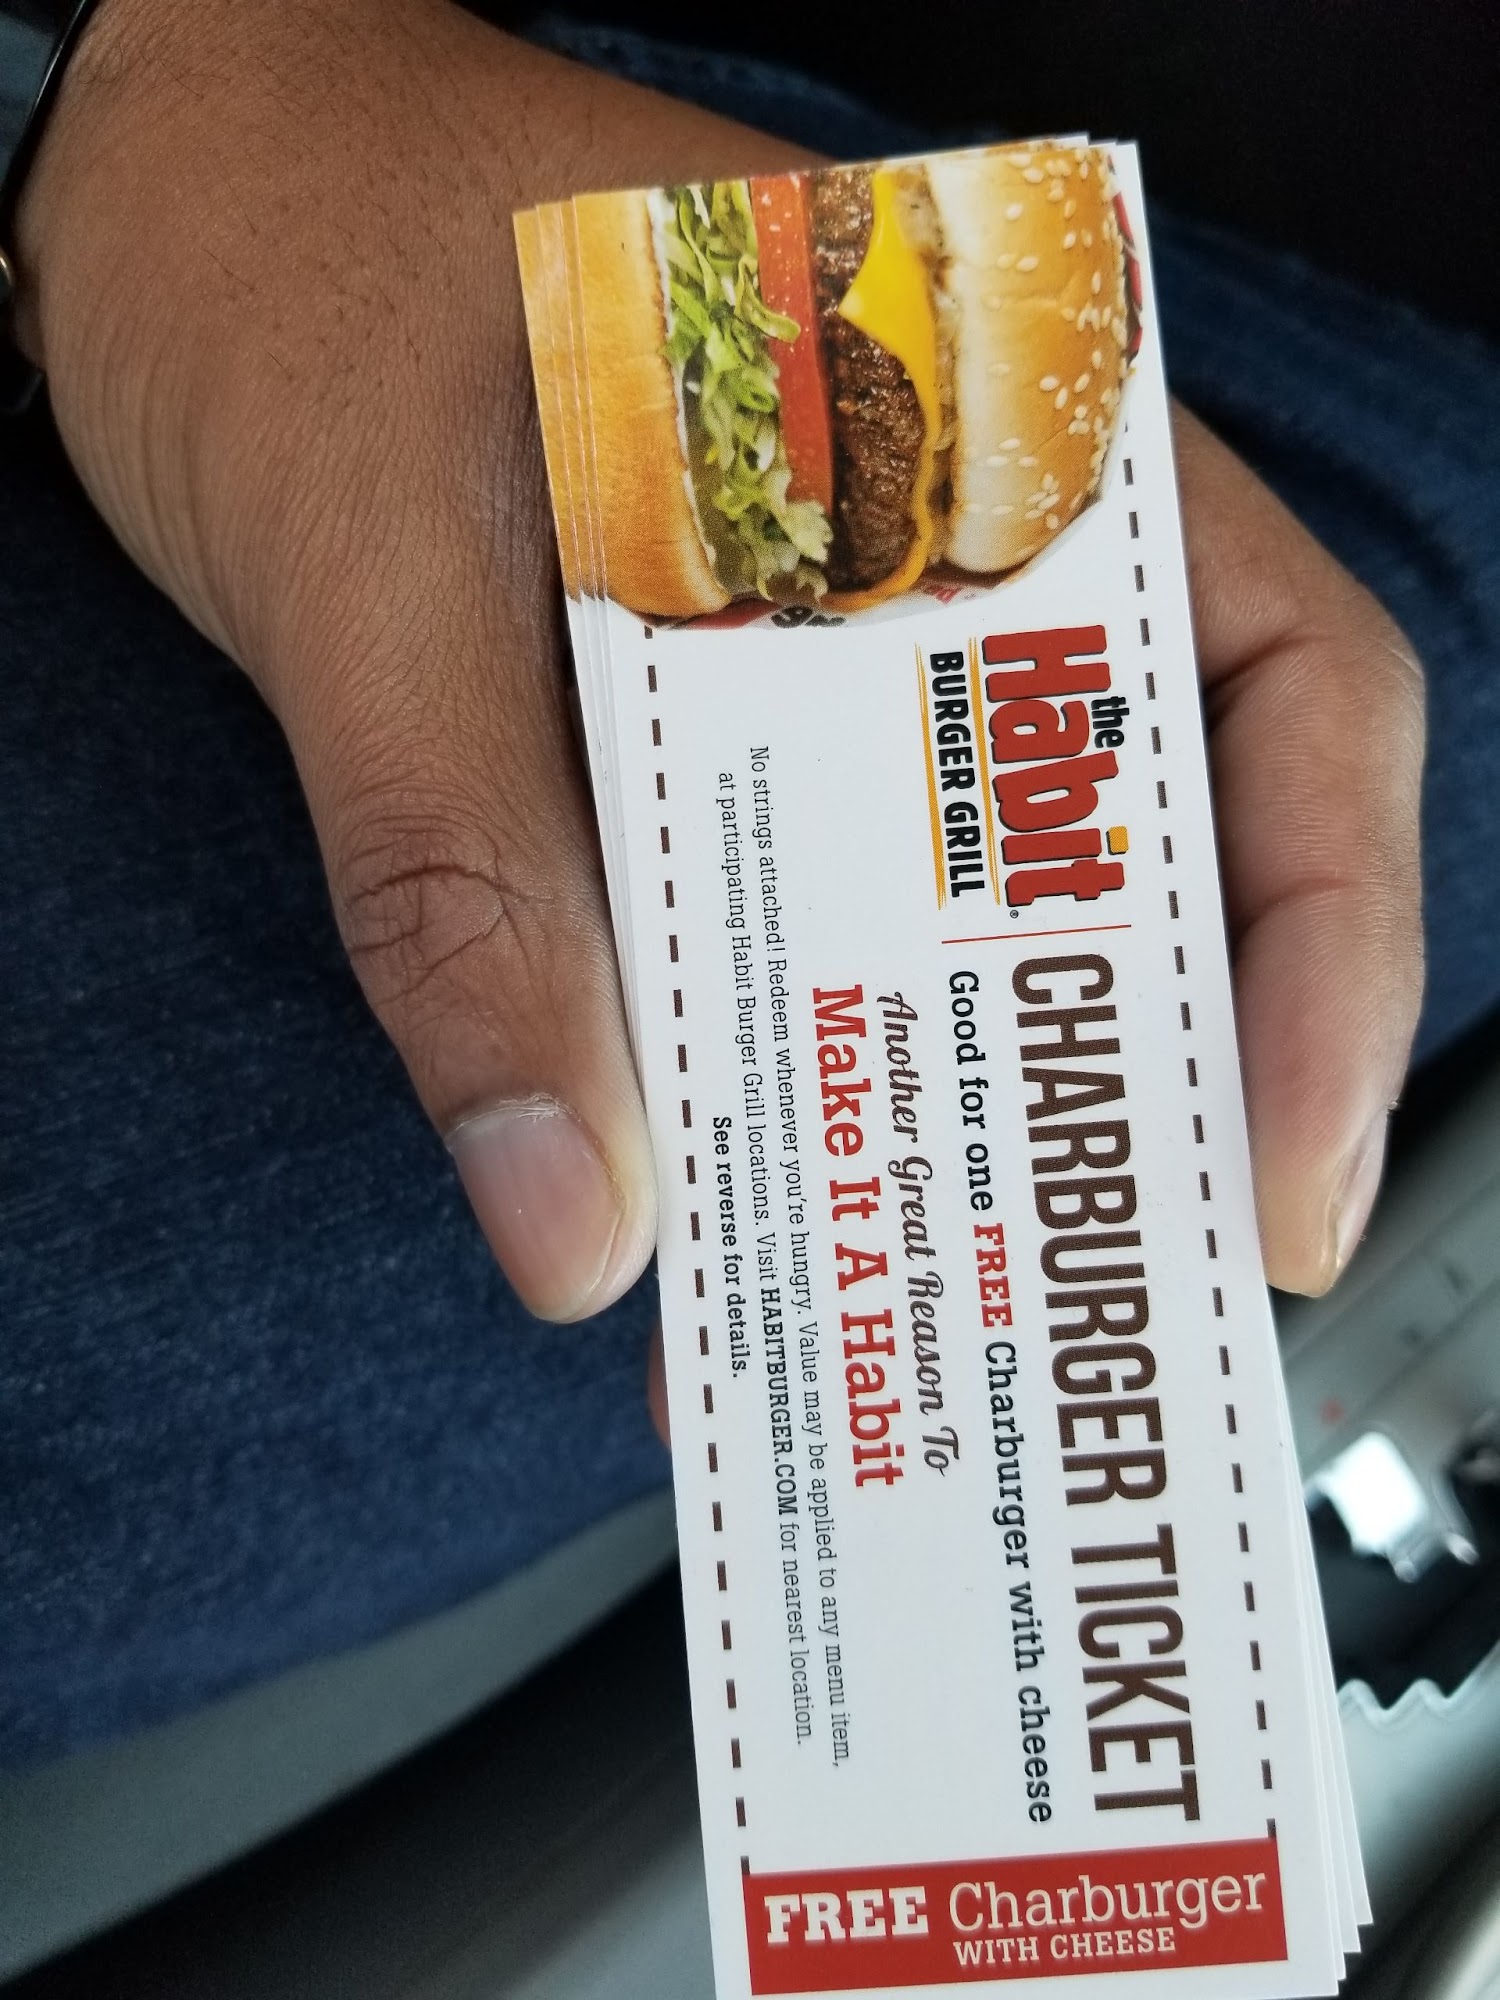 the
Habit
BURGER GRILL
CHARBURGER TICKET
Good for one FREE Charburger with cheese
Another Great Reason To
Make It A Habit
No strings attached! Redeem whenever you're hungry. Value may be applied to any menu item,
at participating Habit Burger Grill locations. Visit HABITBURGER.COM for nearest location.
See reverse for details.
FREE Charburger
WITH CHEESE